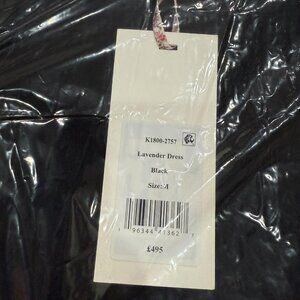 K1800-2757
Lavender Dress
Black
Size: M
£495